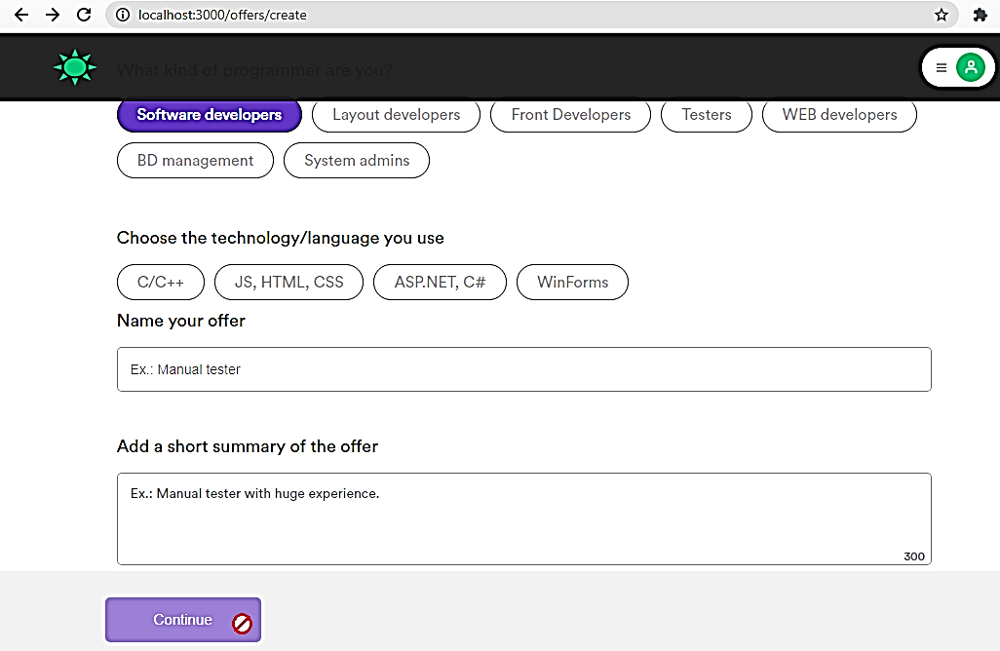 localhost:3000/offers/create
What kind of programmer are you?
Software developers Layout developers Front Developers Testers WEB developers
BD management System admins
Choose the technology/language you use
C/C++ JS, HTML, CSS ASP.NET, C# WinForms
Name your offer
Ex.: Manual tester
Add a short summary of the offer
Ex.: Manual tester with huge experience.
300
Continue